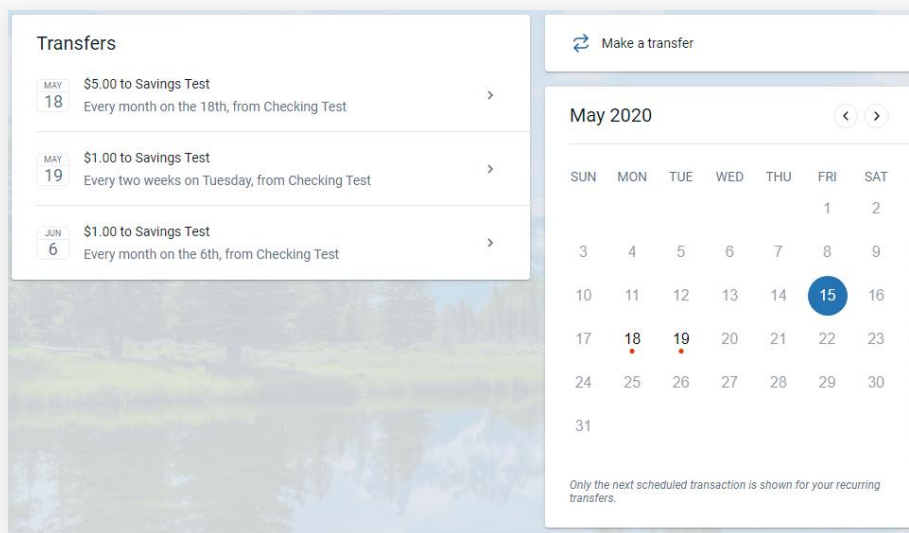 Transfers
MAY
18
$5.00 to Savings Test
Every month on the 18th, from Checking Test
MAY
19
$1.00 to Savings Test
Every two weeks on Tuesday, from Checking Test
JUN
6
$1.00 to Savings Test
Every month on the 6th, from Checking Test
Make a transfer
May 2020
SUN MON TUE WED THU FRI SAT
1 2
3 4 5 6 7 8 9
10 11 12 13 14 15 16
17 18 19 20 21 22 23
24 25 26 27 28 29 30
31
Only the next scheduled transaction is shown for your recurring
transfers.